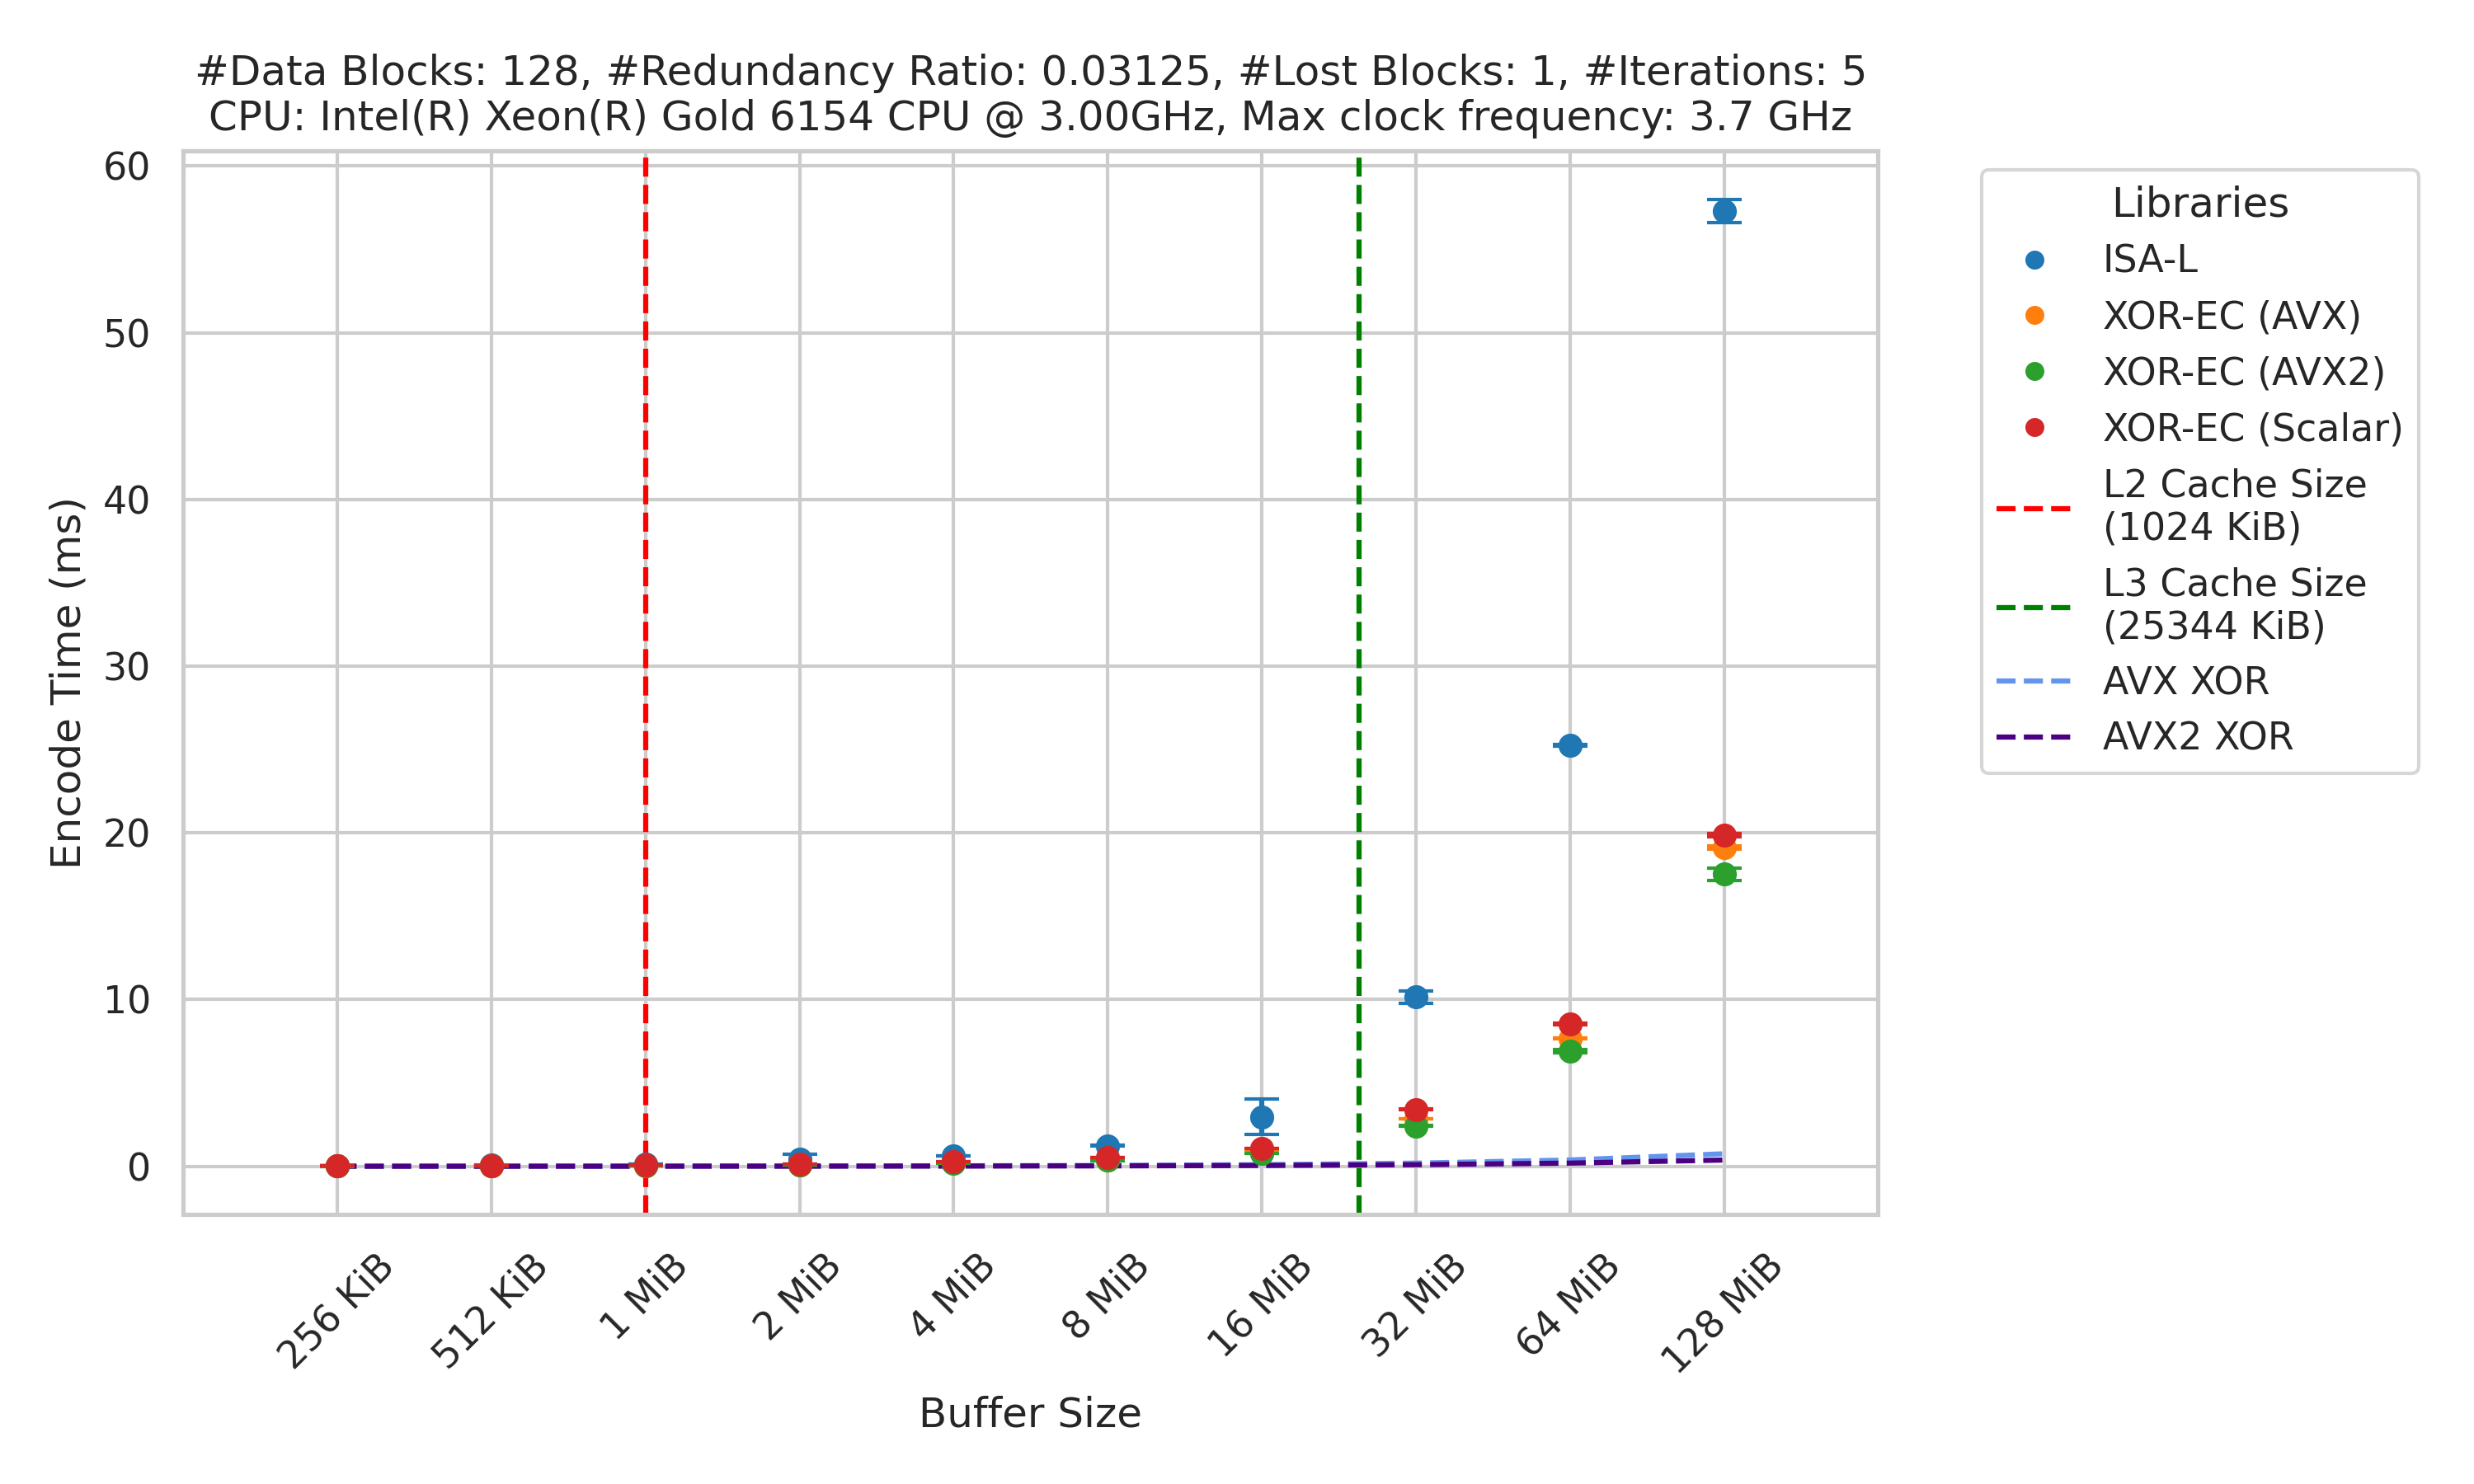 #Data Blocks: 128, #Redundancy Ratio: 0.03125, #Lost Blocks: 1, #Iterations: 5
CPU: Intel(R) Xeon(R) Gold 6154 CPU @ 3.00GHz, Max clock frequency: 3.7 GHz
60
50
40
30
20
10
0
Encode Time (ms)
256 KiB
512 KiB
1 MiB
2 MiB
4 MiB
8 MiB
16 MiB
32 MiB
64 MiB
128 MiB
Buffer Size
Libraries
ISA-L
XOR-EC (AVX)
XOR-EC (AVX2)
XOR-EC (Scalar)
L2 Cache Size
(1024 KiB)
L3 Cache Size
(25344 KiB)
AVX XOR
AVX2 XOR